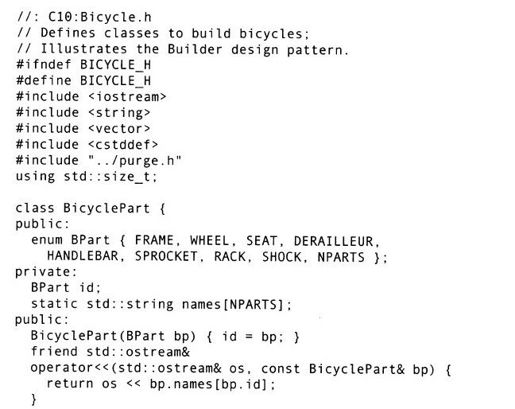 //: C10:Bicycle.h
// Defines classes to build bicycles;
// Illustrates the Builder design pattern.
#ifndef BICYCLE_H
#define BICYCLE_H
#include <iostream>
#include <string>
#include <vector>
#include <cstddef>
#include "../purge.h"
using std::size_t;

class BicyclePart {
public:
  enum BPart { FRAME, WHEEL, SEAT, DERAILLEUR,
    HANDLEBAR, SPROCKET, RACK, SHOCK, NPARTS };
private:
  BPart id;
  static std::string names[NPARTS];
public:
  BicyclePart(BPart bp) { id = bp; }
  friend std::ostream&
  operator<<(std::ostream& os, const BicyclePart& bp) {
    return os << bp.names[bp.id];
  }